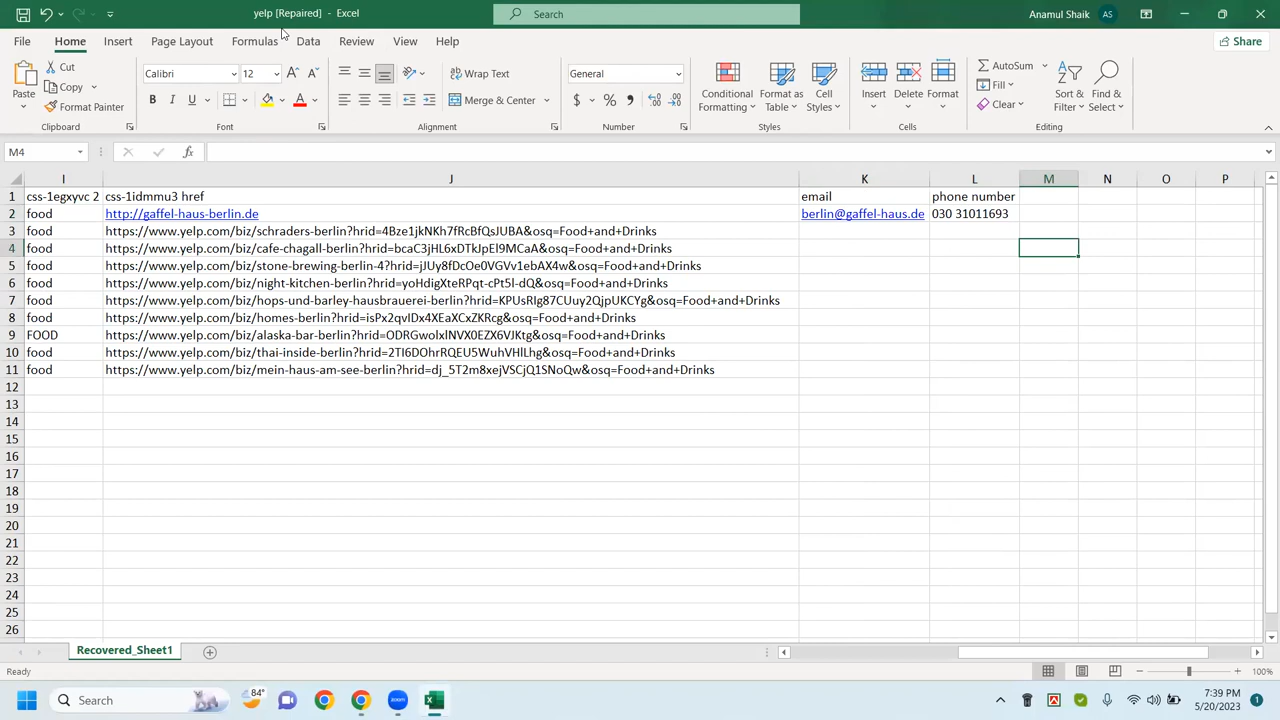 yelp [Repaired] - Excel
Search
Anamul Shaik
AS
File
Home
Insert
Page Layout
Formulas
Data
Review
View
Help
Share
Paste
Cut
Copy
Format Painter
Clipboard
Calibri
12
B I U
Font
Wrap Text
Merge & Center
Alignment
General
$ % ,
Number
Conditional Formatting
Format as Table
Cell Styles
Styles
Insert
Delete
Format
Cells
AutoSum
Fill
Clear
Sort & Filter
Find & Select
Editing
M4
fx
I J K L M N O P
1 css-1egxyvc 2 css-1idmmu3 href email phone number
2 food http://gaffel-haus-berlin.de berlin@gaffel-haus.de 030 31011693
3 food https://www.yelp.com/biz/schraders-berlin?hrid=4Bze1jkNKh7fRcBfQsJUBA&osq=Food+and+Drinks
4 food https://www.yelp.com/biz/cafe-chagall-berlin?hrid=bcaC3jHL6xDTkJpEl9MCaA&osq=Food+and+Drinks
5 food https://www.yelp.com/biz/stone-brewing-berlin-4?hrid=jJUy8fDcOe0VGVv1ebAX4w&osq=Food+and+Drinks
6 food https://www.yelp.com/biz/night-kitchen-berlin?hrid=yoHdigXteRPqt-cPt5l-dQ&osq=Food+and+Drinks
7 food https://www.yelp.com/biz/hops-und-barley-hausbrauerei-berlin?hrid=KPUsRIg87CUuy2QjpUKCYg&osq=Food+and+Drinks
8 food https://www.yelp.com/biz/homes-berlin?hrid=isPx2qvIDx4XEaXCxZKRcg&osq=Food+and+Drinks
9 FOOD https://www.yelp.com/biz/alaska-bar-berlin?hrid=ODRGwolxlNVX0EZX6VJKtg&osq=Food+and+Drinks
10 food https://www.yelp.com/biz/thai-inside-berlin?hrid=2TI6DOhrRQEU5WuhVHlLhg&osq=Food+and+Drinks
11 food https://www.yelp.com/biz/mein-haus-am-see-berlin?hrid=dj_5T2m8xejVSCjQ1SNoQw&osq=Food+and+Drinks
12
13
14
15
16
17
18
19
20
21
22
23
24
25
26
Recovered_Sheet1
Ready
100%
Search
84°
zoom
7:39 PM
5/20/2023
1